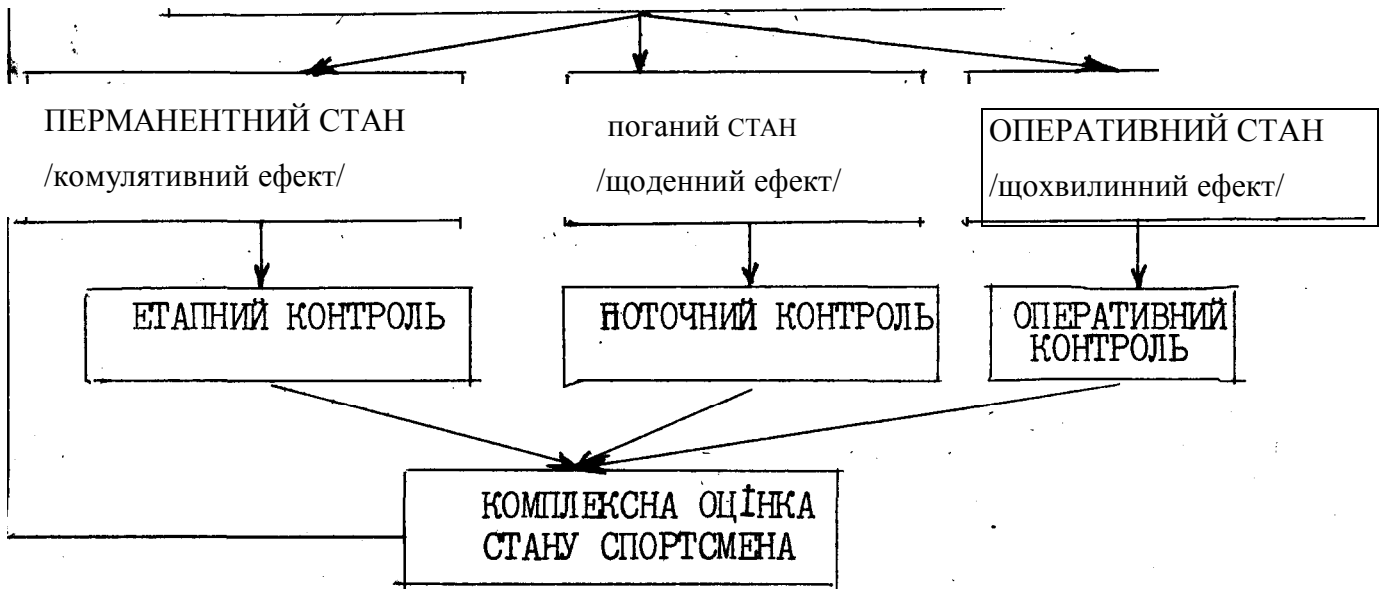 ПЕРМАНЕНТНИЙ СТАН
/комулятивний ефект/
поганий СТАН
/щоденний ефект/
ОПЕРАТИВНИЙ СТАН
/щохвилинний ефект/
ЕТАПНИЙ КОНТРОЛЬ
ПОТОЧНИЙ КОНТРОЛЬ
ОПЕРАТИВНИЙ
КОНТРОЛЬ
КОМПЛЕКСНА ОЦІНКА
СТАНУ СПОРТСМЕНА